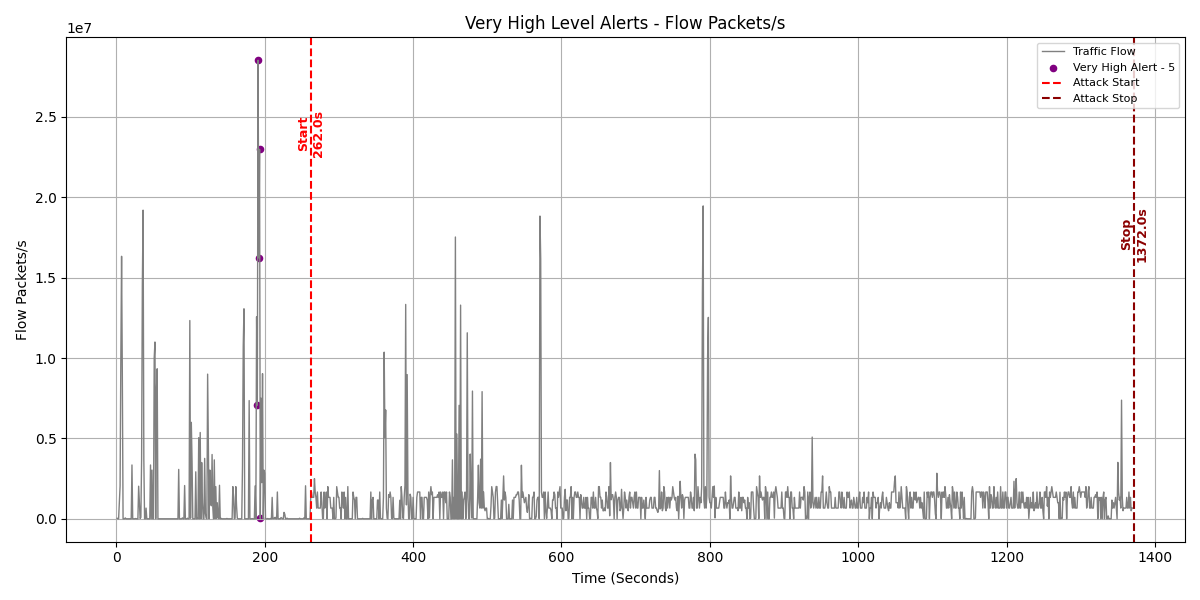 Very High Level Alerts - Flow Packets/s
1e7
Traffic Flow
Very High Alert - 5
Attack Start
Attack Stop
Start
262.0s
Stop
1372.0s
Flow Packets/s
2.5
2.0
1.5
1.0
0.5
0.0
0
200
400
600
800
1000
1200
1400
Time (Seconds)